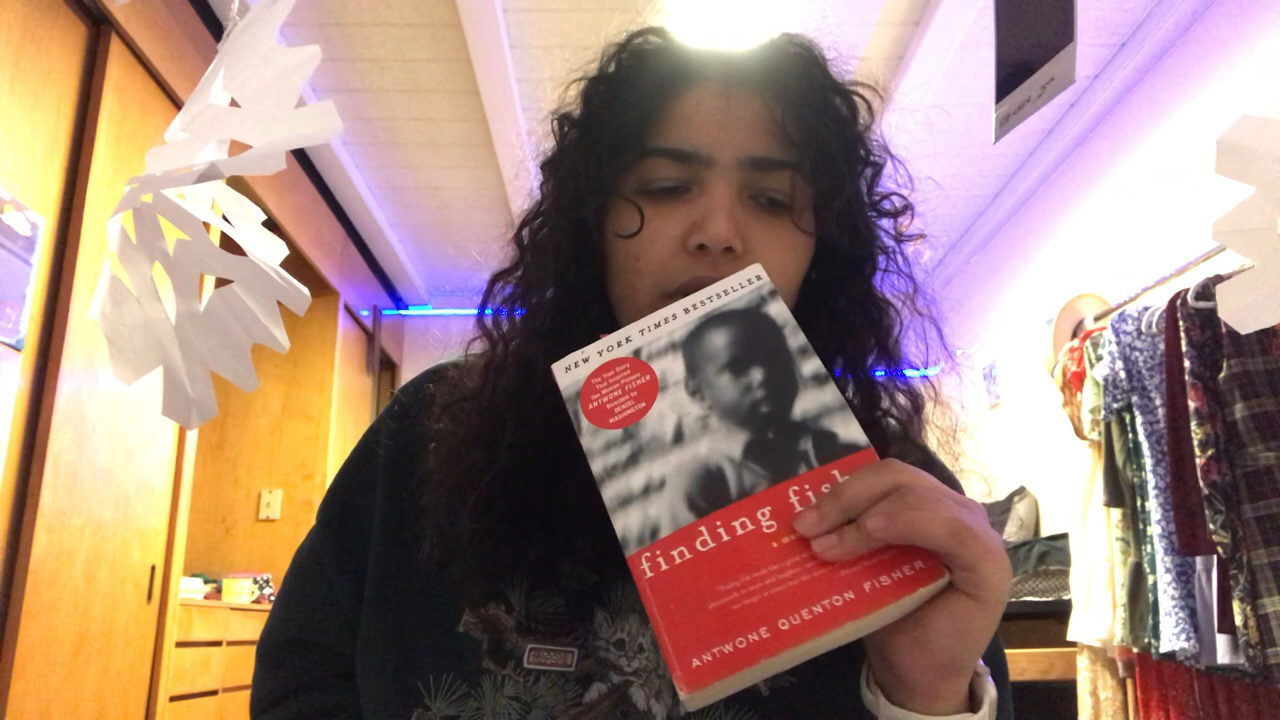 NEW YORK TIMES BESTSELLER
The True Story
That Inspired
the Motion Picture
ANTWONE FISHER
Directed by
DENZEL
WASHINGTON
finding fish
a
ANTWONE QUENTON FISHER